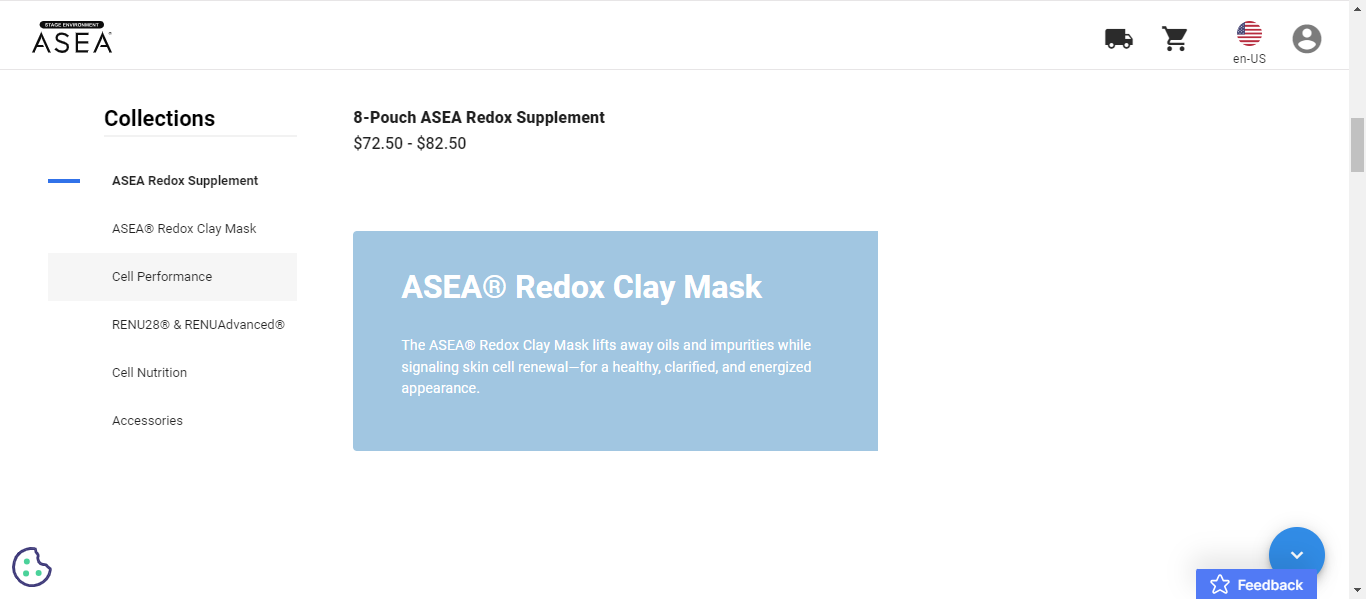 STAGE ENVIRONMENT
ASEA
en-US
Collections
ASEA Redox Supplement
ASEA® Redox Clay Mask
Cell Performance
RENU28® & RENUAdvanced®
Cell Nutrition
Accessories
8-Pouch ASEA Redox Supplement
$72.50 - $82.50
ASEA® Redox Clay Mask
The ASEA® Redox Clay Mask lifts away oils and impurities while
signaling skin cell renewal—for a healthy, clarified, and energized
appearance.
Feedback